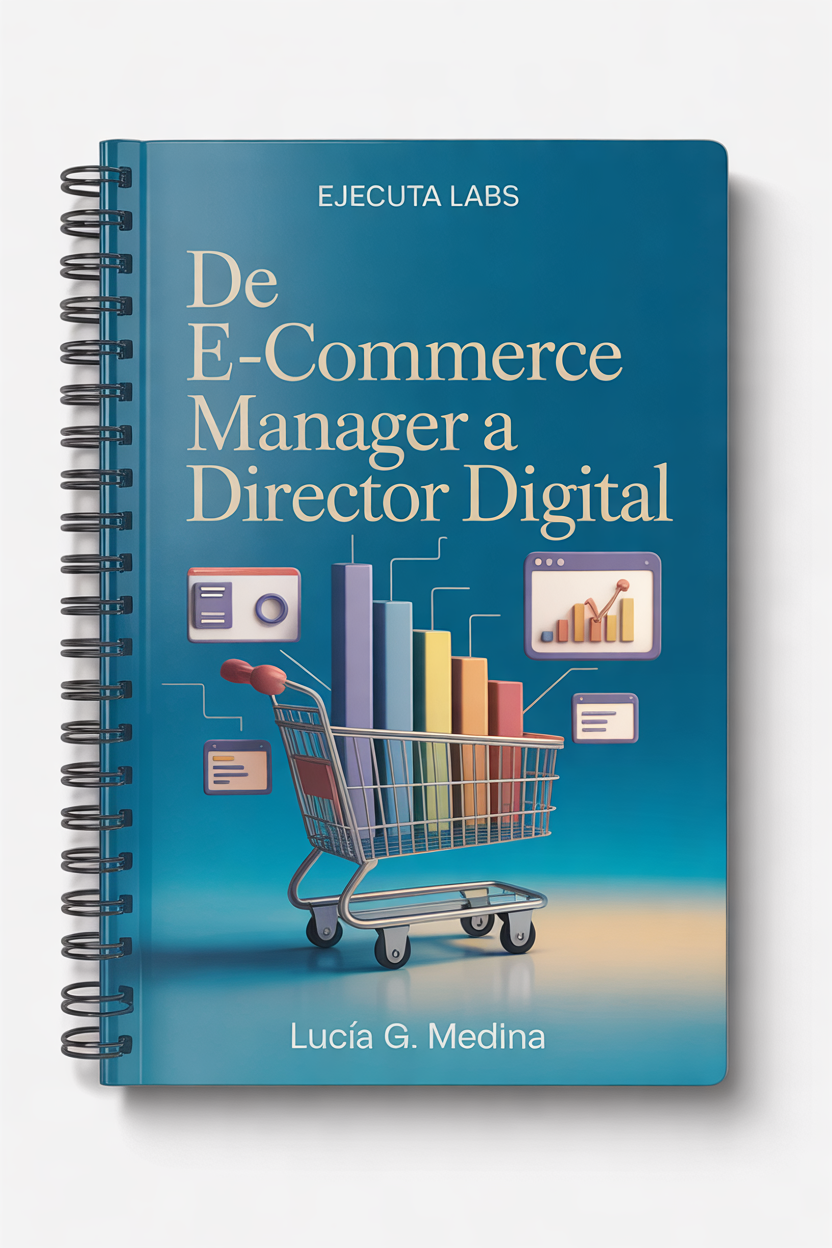 EJECUTA LABS
De
E-Commerce
Manager a
Director Digital
Lucía G. Medina